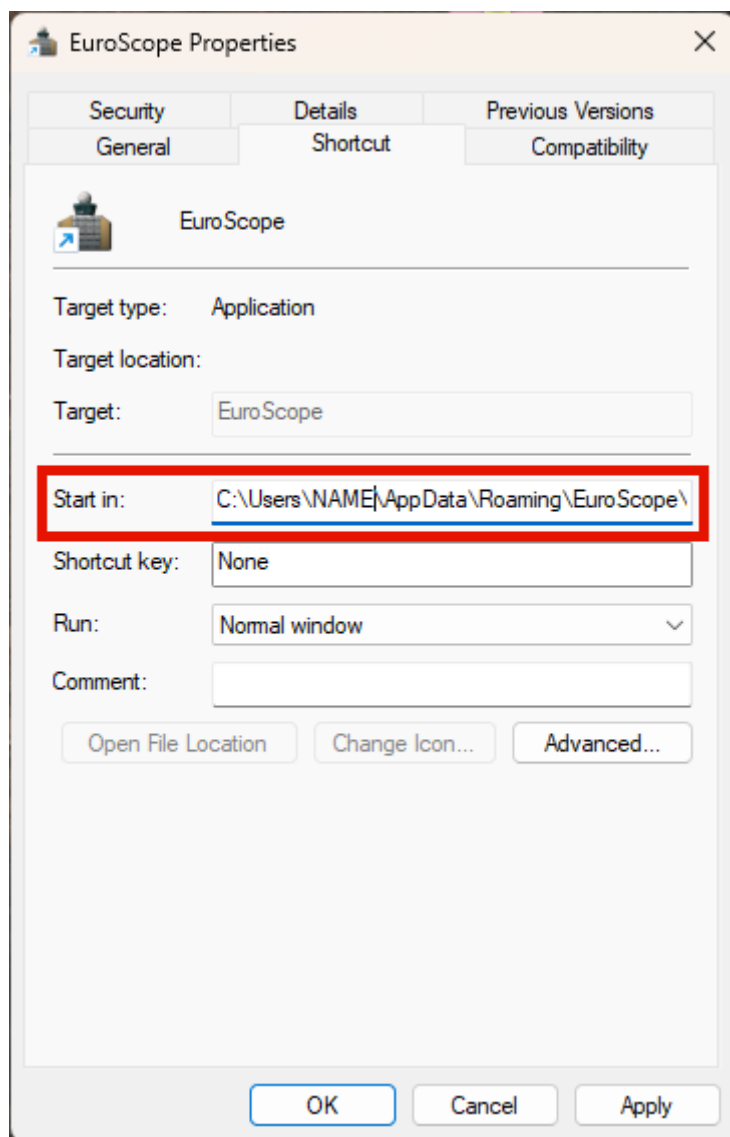 EuroScope Properties
Security Details Previous Versions
General Shortcut Compatibility
EuroScope
Target type: Application
Target location:
Target: EuroScope
Start in: C:\Users\NAME\AppData\Roaming\EuroScope\
Shortcut key: None
Run: Normal window
Comment:
Open File Location Change Icon... Advanced...
OK Cancel Apply